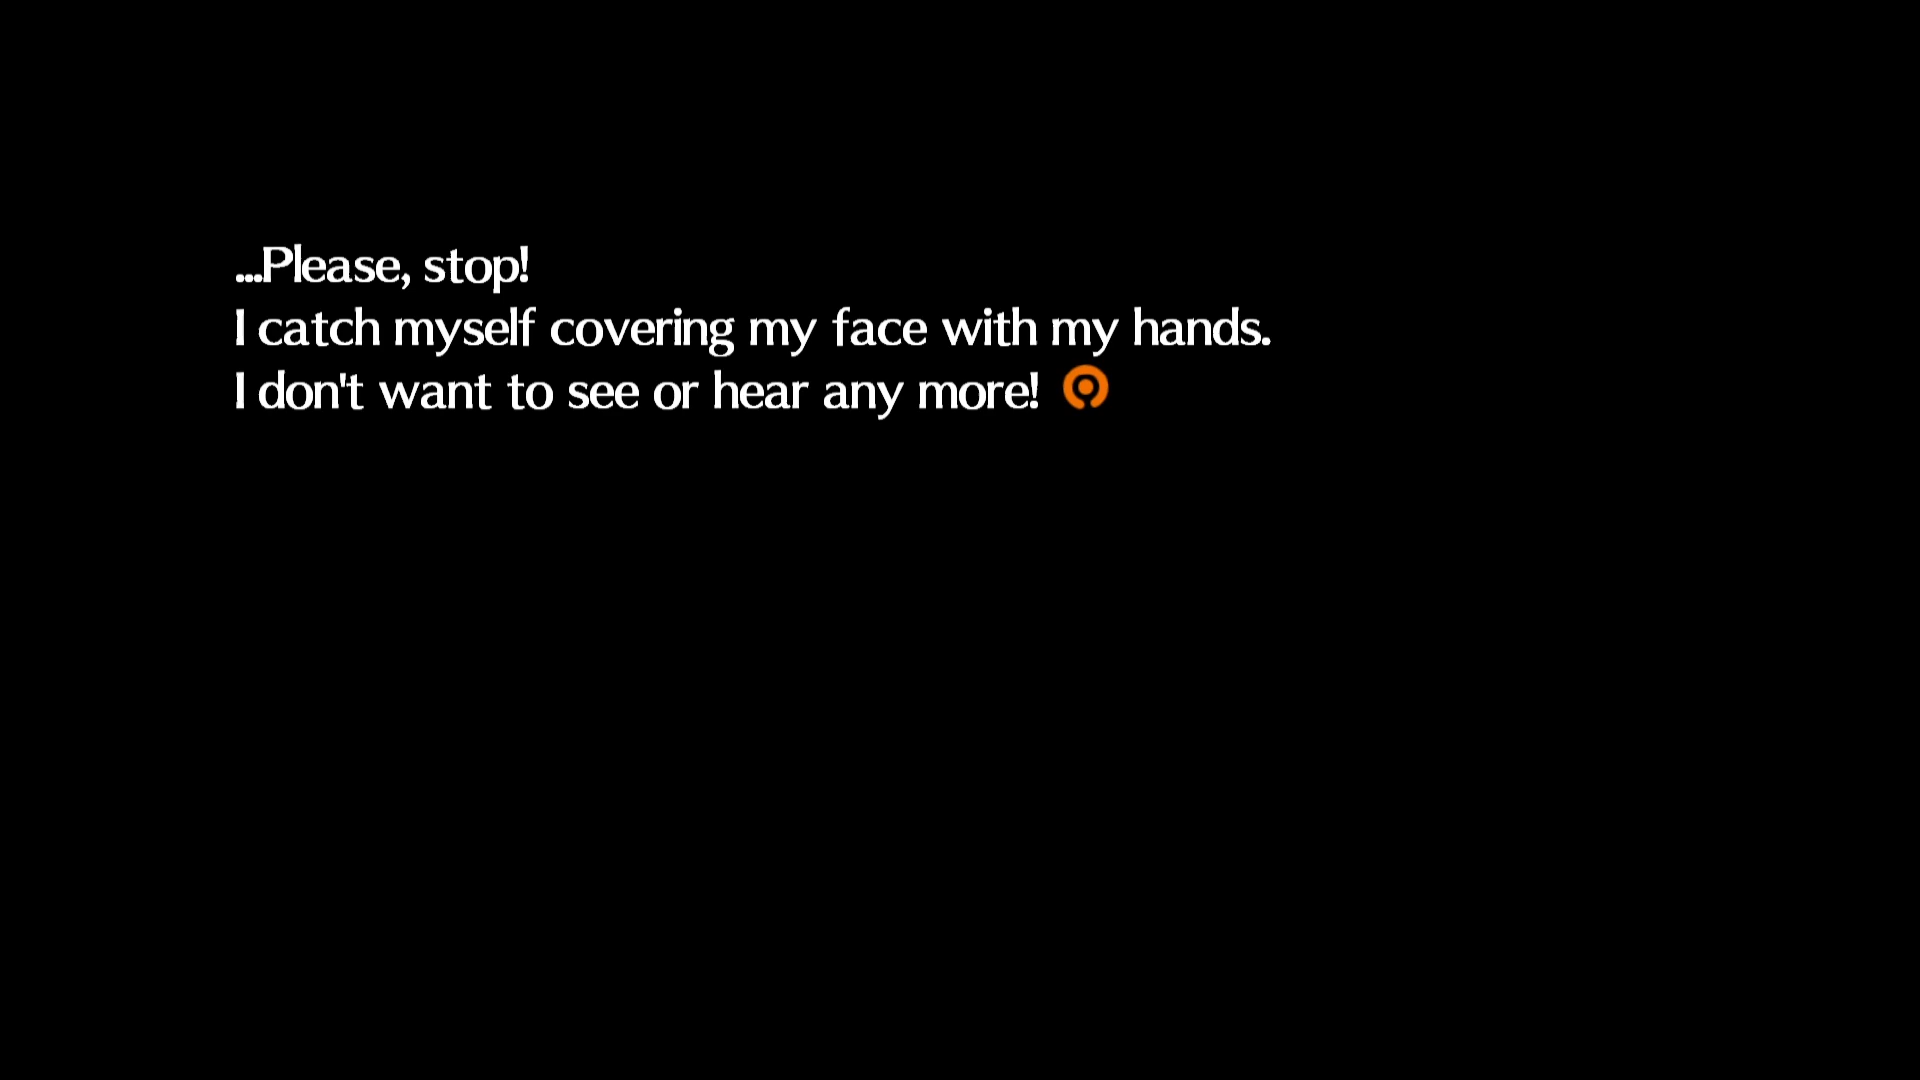 ...Please, stop!
I catch myself covering my face with my hands.
I don't want to see or hear any more!